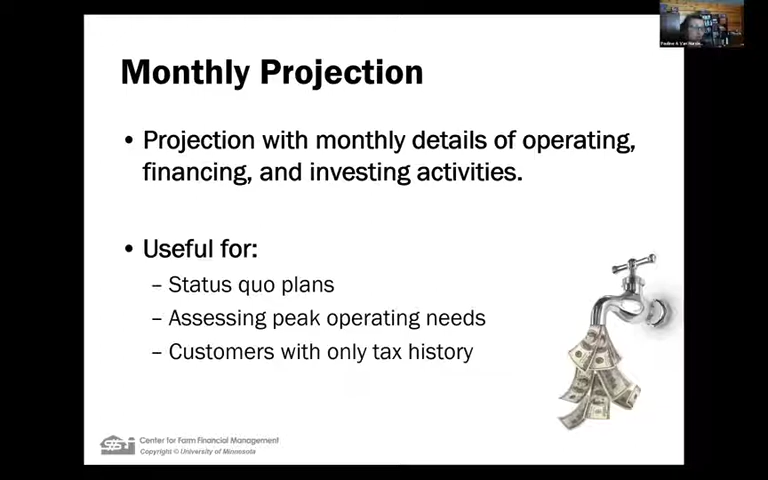 Monthly Projection
• Projection with monthly details of operating,
financing, and investing activities.
• Useful for:
– Status quo plans
– Assessing peak operating needs
– Customers with only tax history
Center for Farm Financial Management
Copyright © University of Minnesota